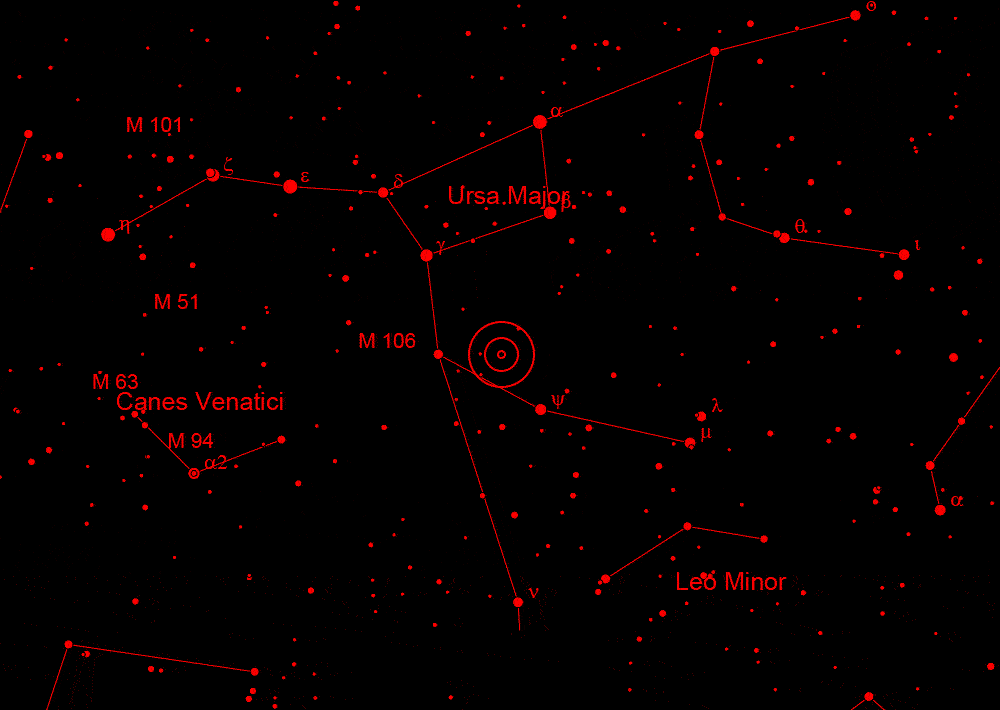 ο
α
M 101
ζ
ε
δ
Ursa Major
β
η
θ
γ
ι
M 51
M 106
M 63
Canes Venatici
ψ
λ
μ
M 94
α2
α
Leo Minor
ν